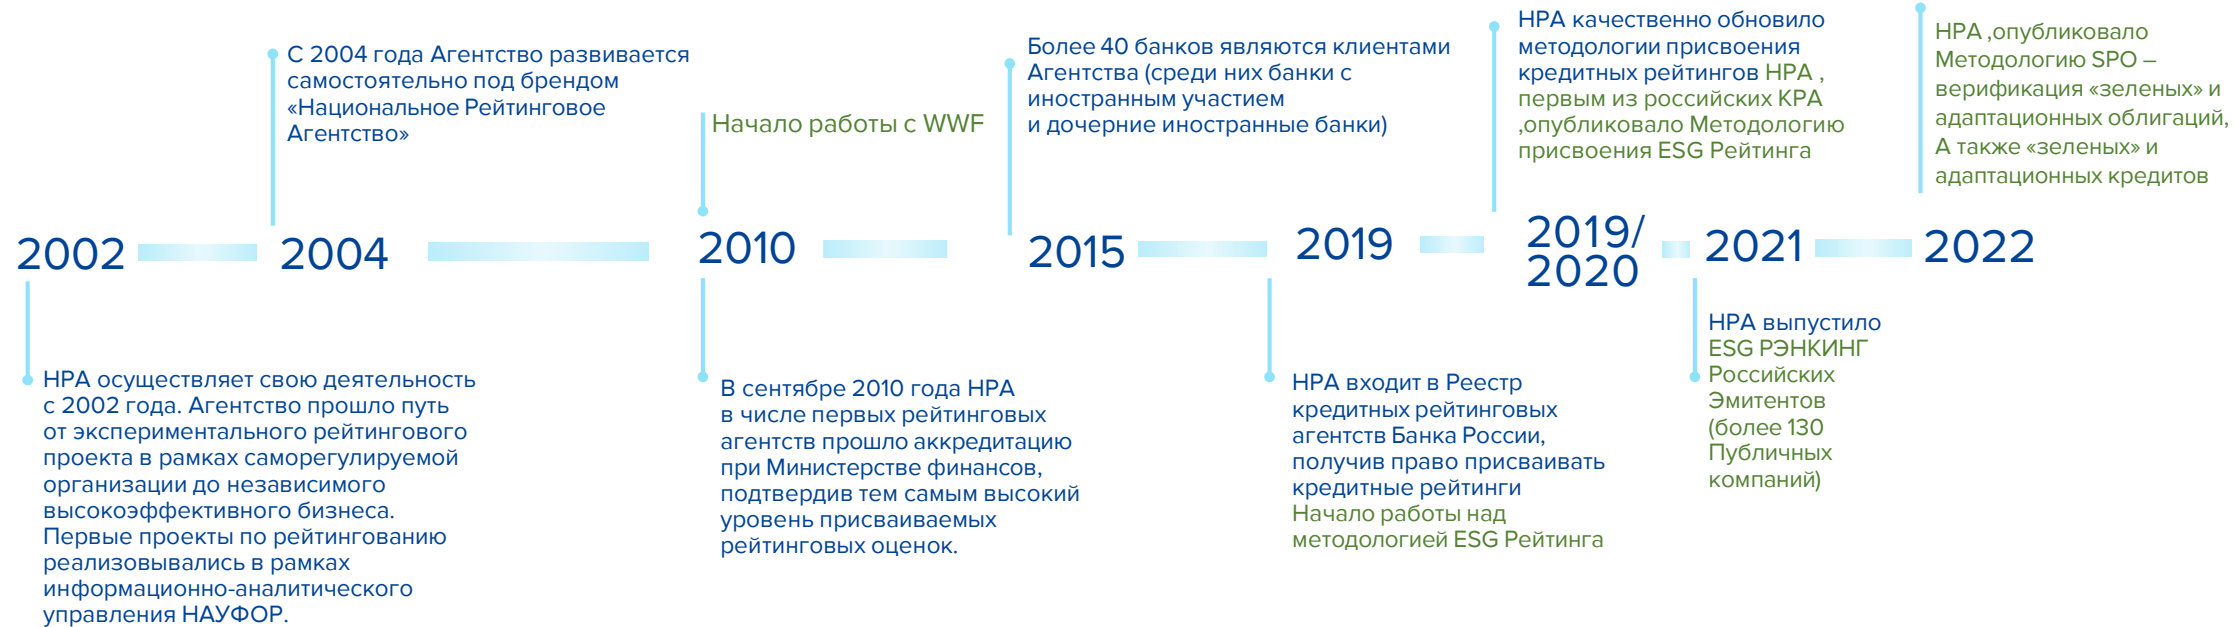 С 2004 года Агентство развивается
самостоятельно под брендом
«Национальное Рейтинговое
Агентство»
Начало работы с WWF
Более 40 банков являются клиентами
Агентства (среди них банки с
иностранным участием
и дочерние иностранные банки)
НРА качественно обновило
методологии присвоения
кредитных рейтингов НРА ,
первым из российских КРА
,опубликовало Методологию
присвоения ESG Рейтинга
НРА ,опубликовало
Методологию SPO –
верификация «зеленых» и
адаптационных облигаций,
А также «зеленых» и
адаптационных кредитов
2002
2004
2010
2015
2019
2019/
2020
2021
2022
НРА осуществляет свою деятельность
с 2002 года. Агентство прошло путь
от экспериментального рейтингового
проекта в рамках саморегулируемой
организации до независимого
высокоэффективного бизнеса.
Первые проекты по рейтингованию
реализовывались в рамках
информационно-аналитического
управления НАУФОР.
В сентябре 2010 года НРА
в числе первых рейтинговых
агентств прошло аккредитацию
при Министерстве финансов,
подтвердив тем самым высокий
уровень присваиваемых
рейтинговых оценок.
НРА входит в Реестр
кредитных рейтинговых
агентств Банка России,
получив право присваивать
кредитные рейтинги
Начало работы над
методологией ESG Рейтинга
НРА выпустило
ESG РЭНКИНГ
Российских
Эмитентов
(более 130
Публичных
компаний)